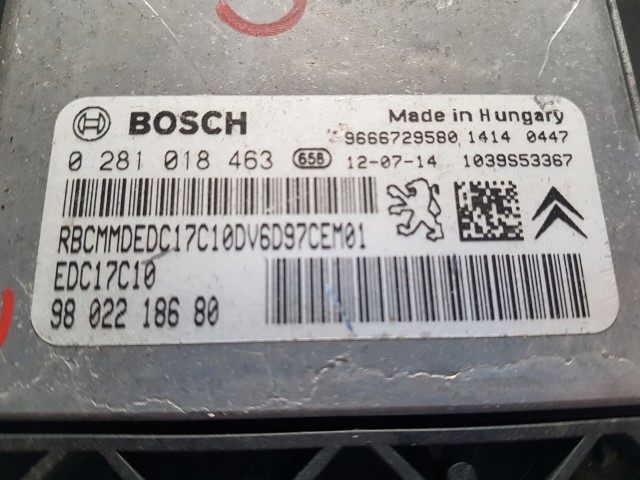 BOSCH
Made in Hungary
9666729580 1414 0447
0 281 018 463 658 12-07-14 1039S53367
RBCMMDEDC17C10DV6D97CEM01
EDC17C10
98 022 186 80